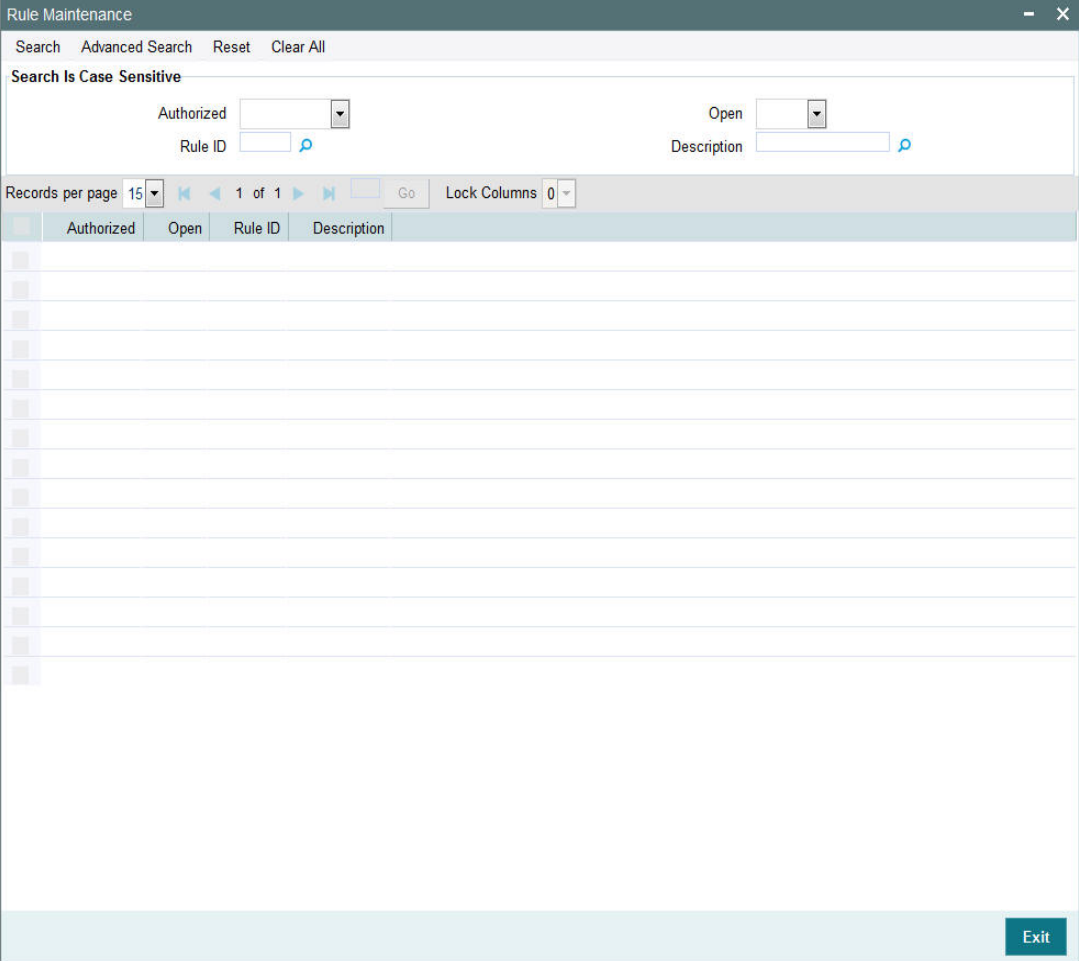 Rule Maintenance
Search Advanced Search Reset Clear All
Search Is Case Sensitive
Authorized Open
Rule ID Description
Records per page 15 1 of 1 Go Lock Columns 0
Authorized Open Rule ID Description
Exit